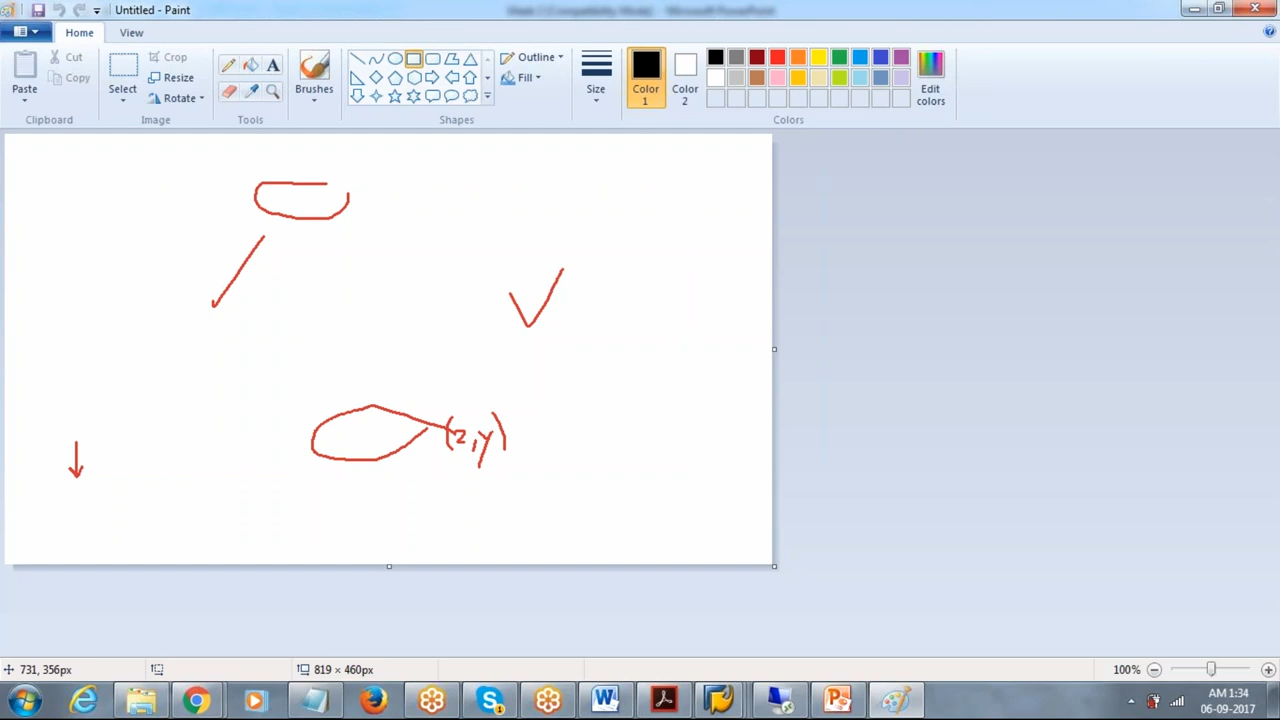 Untitled - Paint
Home
View
Paste
Cut
Copy
Clipboard
Select
Crop
Resize
Rotate
Image
A
Tools
Brushes
Shapes
Outline
Fill
Size
Color 1
Color 2
Edit colors
Colors
(2,y)
731, 356px
819 × 460px
100%
AM 1:34
06-09-2017